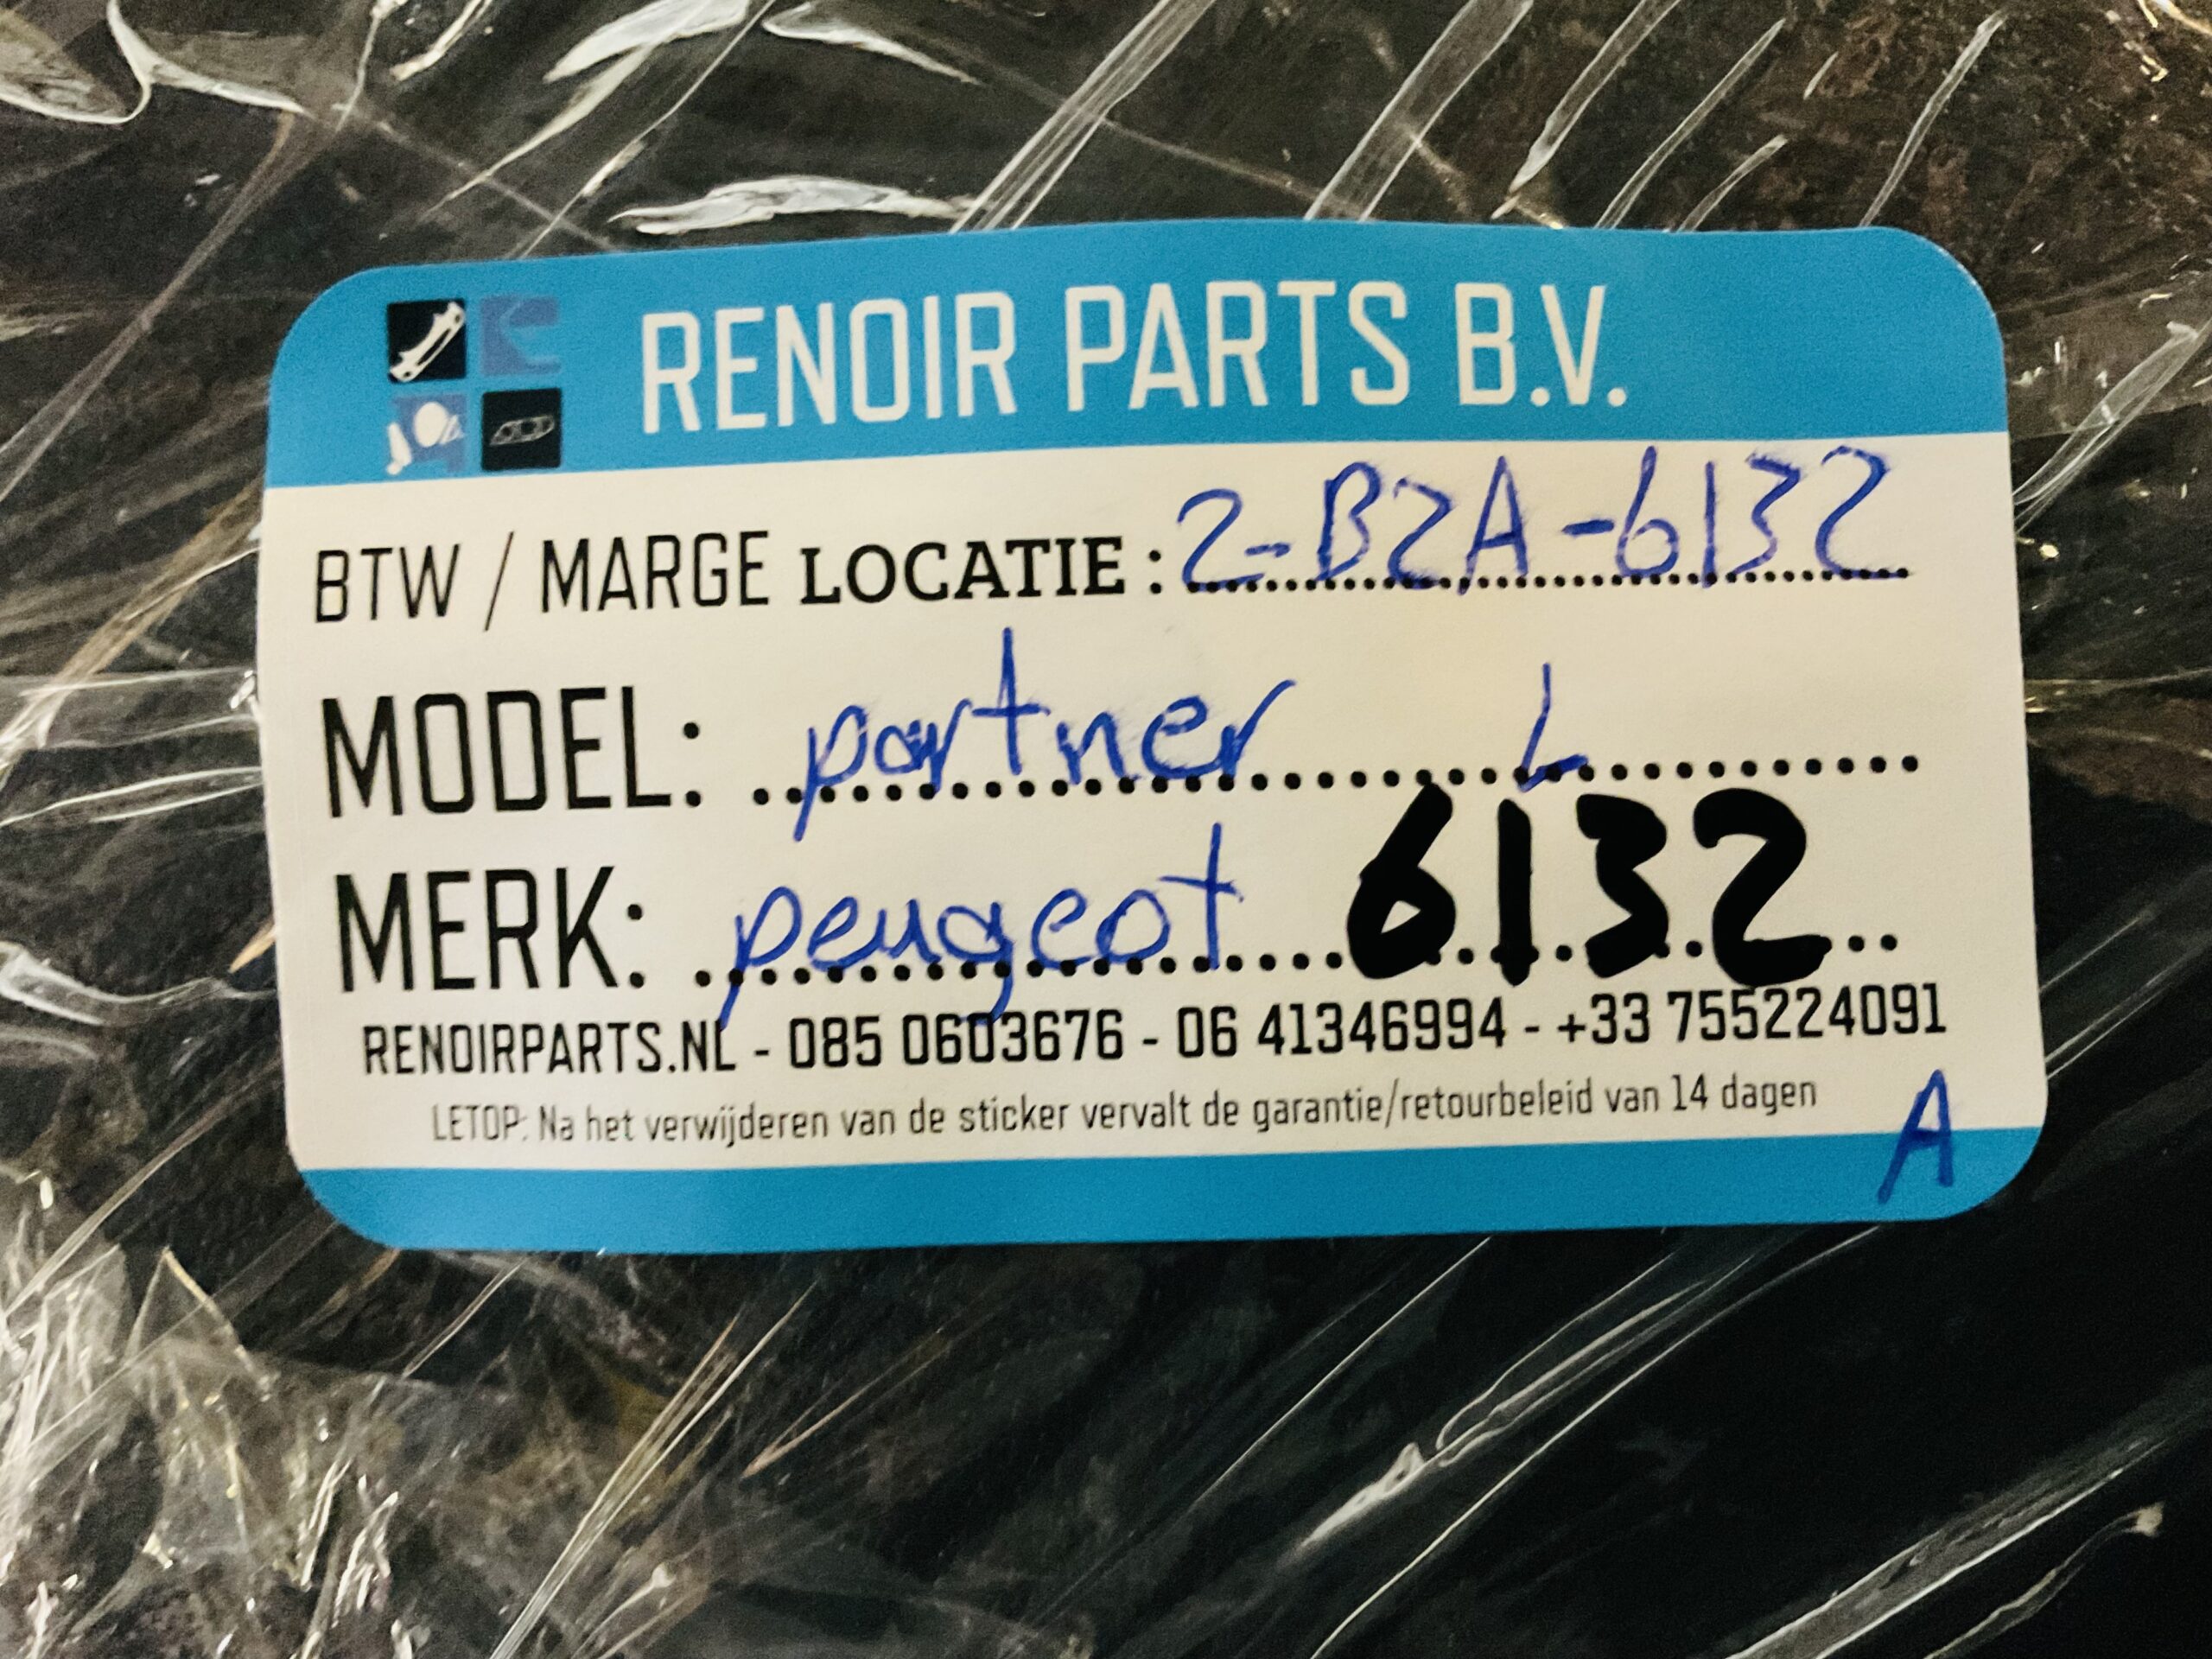 RENOIR PARTS B.V.
BTW / MARGE LOCATIE : 2-B2A-6132
MODEL: partner L
MERK: peugeot 6132
RENOIRPARTS.NL - 085 0603676 - 06 41346994 - +33 755224091
LETOP: Na het verwijderen van de sticker vervalt de garantie/retourbeleid van 14 dagen
A